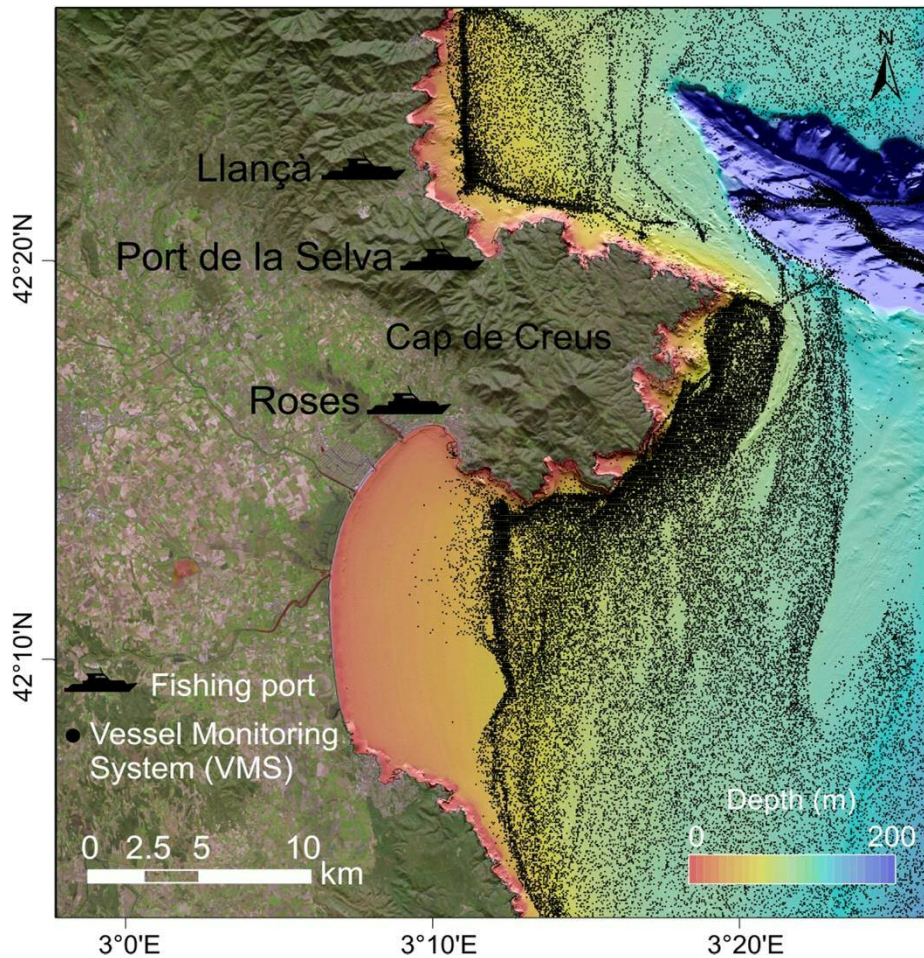 N
Llançà
42°20'N
Port de la Selva
Cap de Creus
Roses
42°10'N
Fishing port
Vessel Monitoring
System (VMS)
Depth (m)
0 200
0 2.5 5 10
km
3°0'E 3°10'E 3°20'E